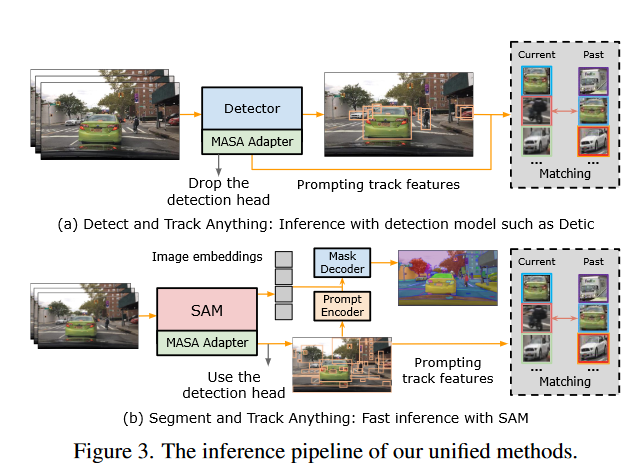 Current Past
Detector
MASA Adapter
...
...
Matching
Drop the
detection head
Prompting track features
(a) Detect and Track Anything: Inference with detection model such as Detic
Image embeddings
Mask
Decoder
SAM
MASA Adapter
Prompt
Encoder
Use the
detection head
Prompting
track features
Current Past
...
...
Matching
(b) Segment and Track Anything: Fast inference with SAM
Figure 3. The inference pipeline of our unified methods.